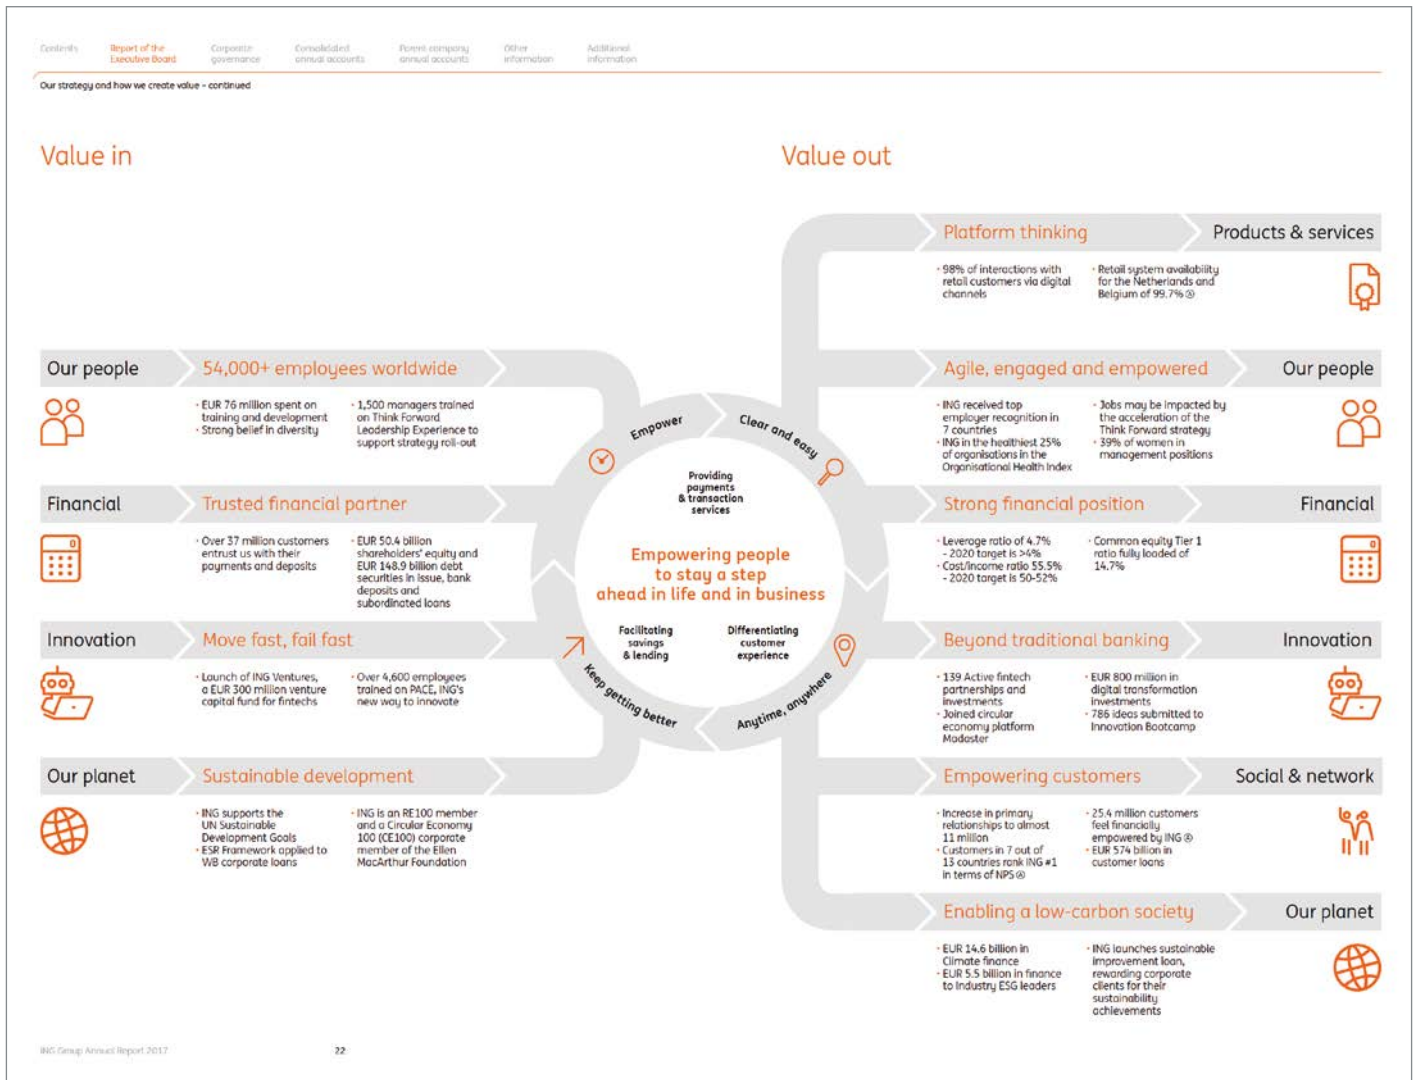 Contents
Report of the
Executive Board
Corporate
governance
Consolidated
annual accounts
Parent company
annual accounts
Other
information
Additional
information
Our strategy and how we create value – continued
Value in
Value out
Platform thinking
Products & services
• 98% of interactions with
retail customers via digital
channels
• Retail system availability
for the Netherlands and
Belgium of 99.7% Ⓐ
Our people
54,000+ employees worldwide
• EUR 76 million spent on
training and development
• Strong belief in diversity
• 1,500 managers trained
on Think Forward
Leadership Experience to
support strategy roll-out
Financial
Trusted financial partner
• Over 37 million customers
entrust us with their
payments and deposits
• EUR 50.4 billion
shareholders' equity and
EUR 148.9 billion debt
securities in issue, bank
deposits and
subordinated loans
Innovation
Move fast, fail fast
• Launch of ING Ventures,
a EUR 300 million venture
capital fund for fintechs
• Over 4,600 employees
trained on PACE, ING's
new way to innovate
Our planet
Sustainable development
• ING supports the
UN Sustainable
Development Goals
• ESR Framework applied to
WB corporate loans
• ING is an RE100 member
and a Circular Economy
100 (CE100) corporate
member of the Ellen
MacArthur Foundation
Empower
Clear and easy
Keep getting better
Anytime, anywhere
Providing
payments
& transaction
services
Empowering people
to stay a step
ahead in life and in business
Facilitating
savings
& lending
Differentiating
customer
experience
Agile, engaged and empowered
Our people
• ING received top
employer recognition in
7 countries
• ING in the healthiest 25%
of organisations in the
Organisational Health Index
• Jobs may be impacted by
the acceleration of the
Think Forward strategy
• 39% of women in
management positions
Strong financial position
Financial
• Leverage ratio of 4.7%
- 2020 target is >4%
• Cost/income ratio 55.5%
- 2020 target is 50-52%
• Common equity Tier 1
ratio fully loaded of
14.7%
Beyond traditional banking
Innovation
• 139 Active fintech
partnerships and
investments
• Joined circular
economy platform
Madaster
• EUR 800 million in
digital transformation
investments
• 786 ideas submitted to
Innovation Bootcamp
Empowering customers
Social & network
• Increase in primary
relationships to almost
11 million
• Customers in 7 out of
13 countries rank ING #1
in terms of NPS Ⓐ
• 25.4 million customers
feel financially
empowered by ING Ⓐ
• EUR 574 billion in
customer loans
Enabling a low-carbon society
Our planet
• EUR 14.6 billion in
Climate finance
• EUR 5.5 billion in finance
to Industry ESG leaders
• ING launches sustainable
improvement loan,
rewarding corporate
clients for their
sustainability
achievements
ING Group Annual Report 2017
22